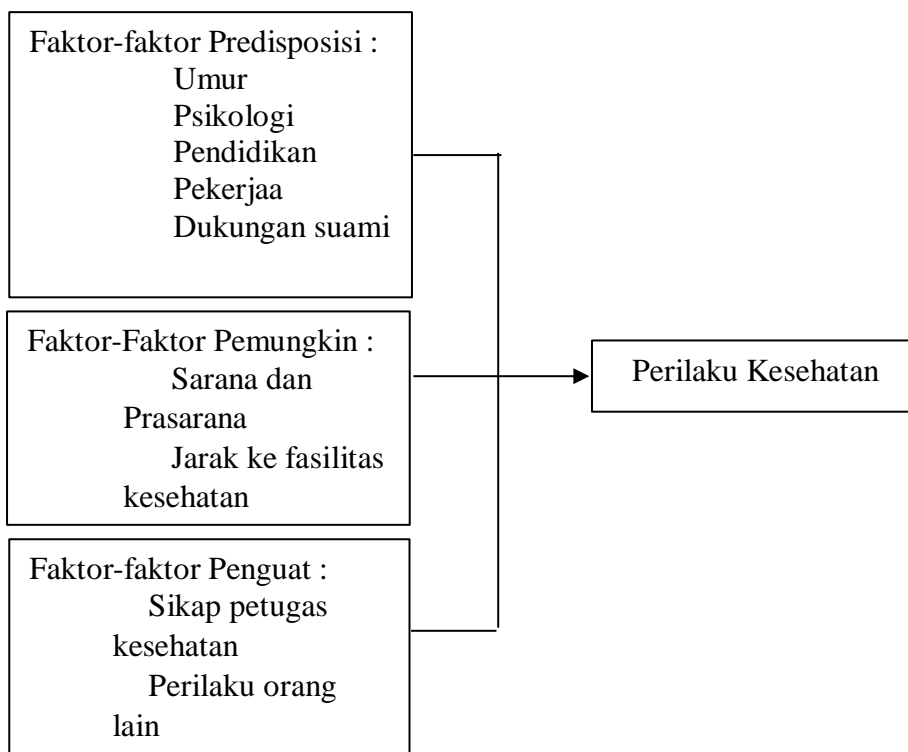 Faktor-faktor Predisposisi :
Umur
Psikologi
Pendidikan
Pekerjaa
Dukungan suami
Faktor-Faktor Pemungkin :
Sarana dan
Prasarana
Jarak ke fasilitas
kesehatan
Faktor-faktor Penguat :
Sikap petugas
kesehatan
Perilaku orang
lain
Perilaku Kesehatan